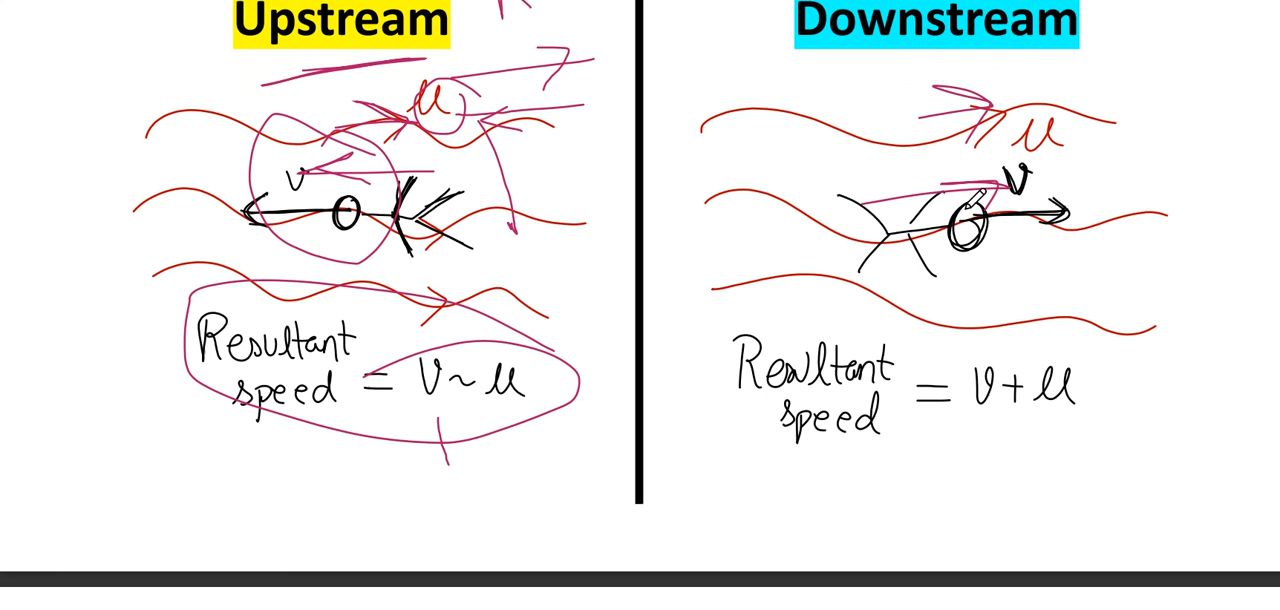 Upstream
u
v
Resultant
speed = v ~ u
Downstream
u
v
Resultant
speed = v + u